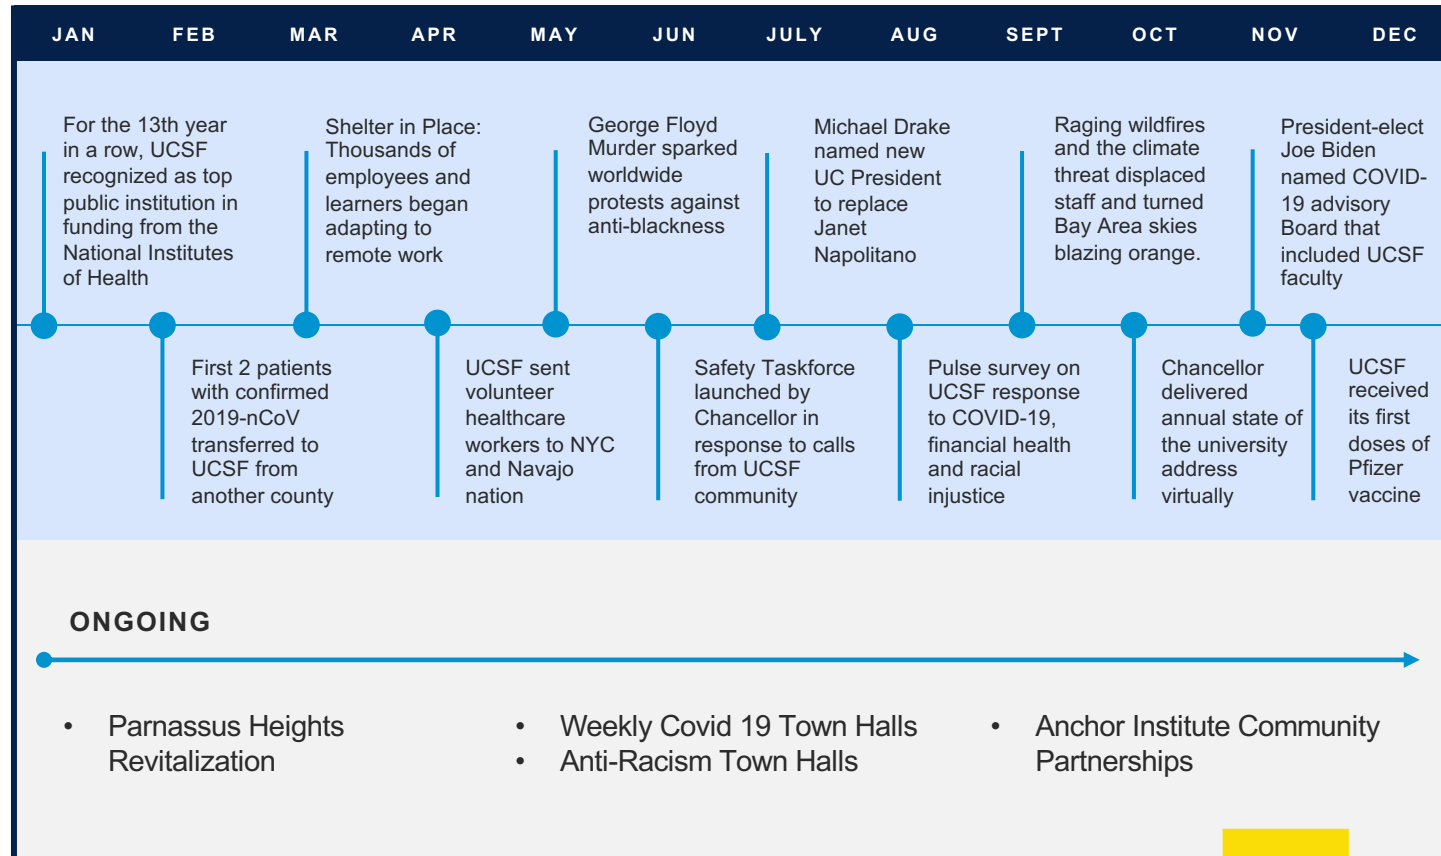 JAN FEB MAR APR MAY JUN JULY AUG SEPT OCT NOV DEC
For the 13th year
in a row, UCSF
recognized as top
public institution in
funding from the
National Institutes
of Health
Shelter in Place:
Thousands of
employees and
learners began
adapting to
remote work
George Floyd
Murder sparked
worldwide
protests against
anti-blackness
Michael Drake
named new
UC President
to replace
Janet
Napolitano
Raging wildfires
and the climate
threat displaced
staff and turned
Bay Area skies
blazing orange.
President-elect
Joe Biden
named COVID-
19 advisory
Board that
included UCSF
faculty
First 2 patients
with confirmed
2019-nCoV
transferred to
UCSF from
another county
UCSF sent
volunteer
healthcare
workers to NYC
and Navajo
nation
Safety Taskforce
launched by
Chancellor in
response to calls
from UCSF
community
Pulse survey on
UCSF response
to COVID-19,
financial health
and racial
injustice
Chancellor
delivered
annual state of
the university
address
virtually
UCSF
received
its first
doses of
Pfizer
vaccine
ONGOING
• Parnassus Heights
Revitalization
• Weekly Covid 19 Town Halls
• Anti-Racism Town Halls
• Anchor Institute Community
Partnerships